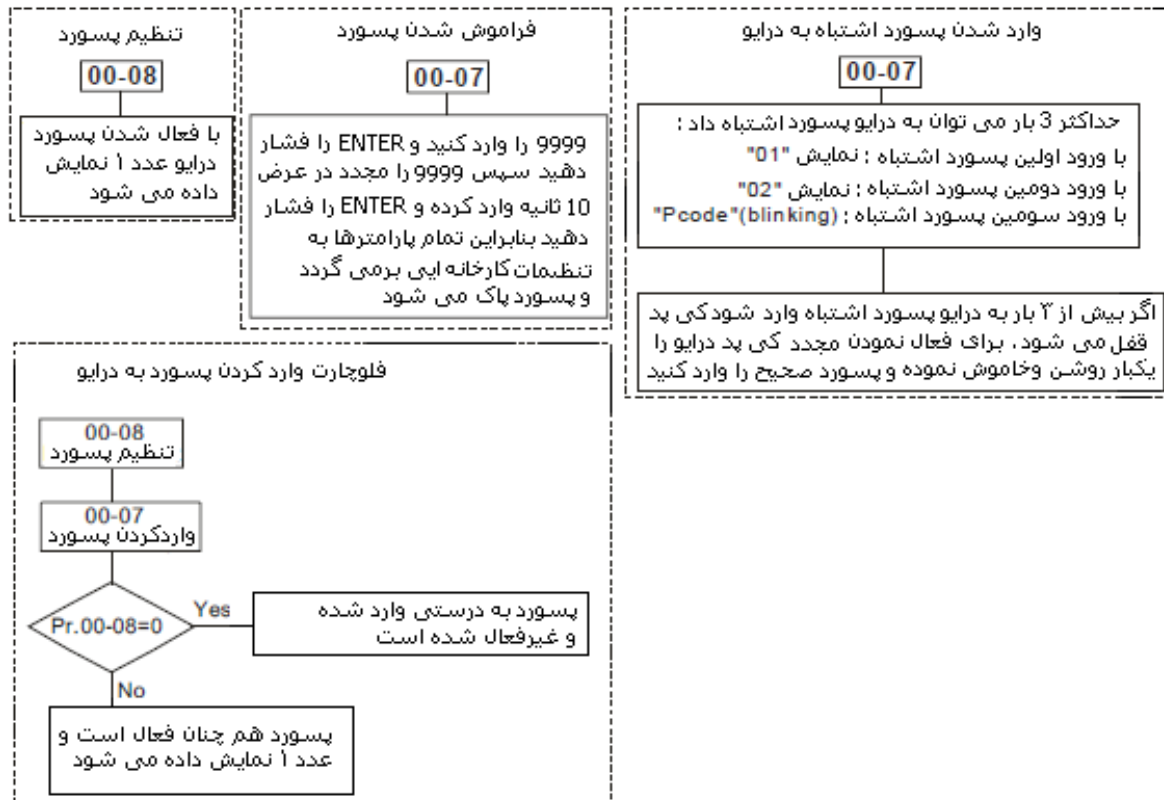 تنظیم پسورد
00-08
با فعال شدن پسورد
درایو عدد ۱ نمایش
داده می شود
فراموش شدن پسورد
00-07
9999 را وارد کنید و ENTER را فشار
دهید سپس 9999 را مجدد در عرض
10 ثانیه وارد کرده و ENTER را فشار
دهید بنابراین تمام پارامترها به
تنظیمات کارخانه ایی برمی گردد
و پسورد پاک می شود
وارد شدن پسورد اشتباه به درایو
00-07
حداکثر 3 بار می توان به درایو پسورد اشتباه داد :
با ورود اولین پسورد اشتباه : نمایش "01"
با ورود دومین پسورد اشتباه : نمایش "02"
با ورود سومین پسورد اشتباه : "Pcode"(blinking)
اگر بیش از ۳ بار به درایو پسورد اشتباه وارد شود کی پد
قفل می شود، برای فعال نمودن مجدد کی پد درایو را
یکبار روشن وخاموش نموده و پسورد صحیح را وارد کنید
فلوچارت وارد کردن پسورد به درایو
00-08
تنظیم پسورد
00-07
واردکردن پسورد
Pr.00-08=0
Yes
پسورد به درستی وارد شده
و غیرفعال شده است
No
پسورد هم چنان فعال است و
عدد ۱ نمایش داده می شود